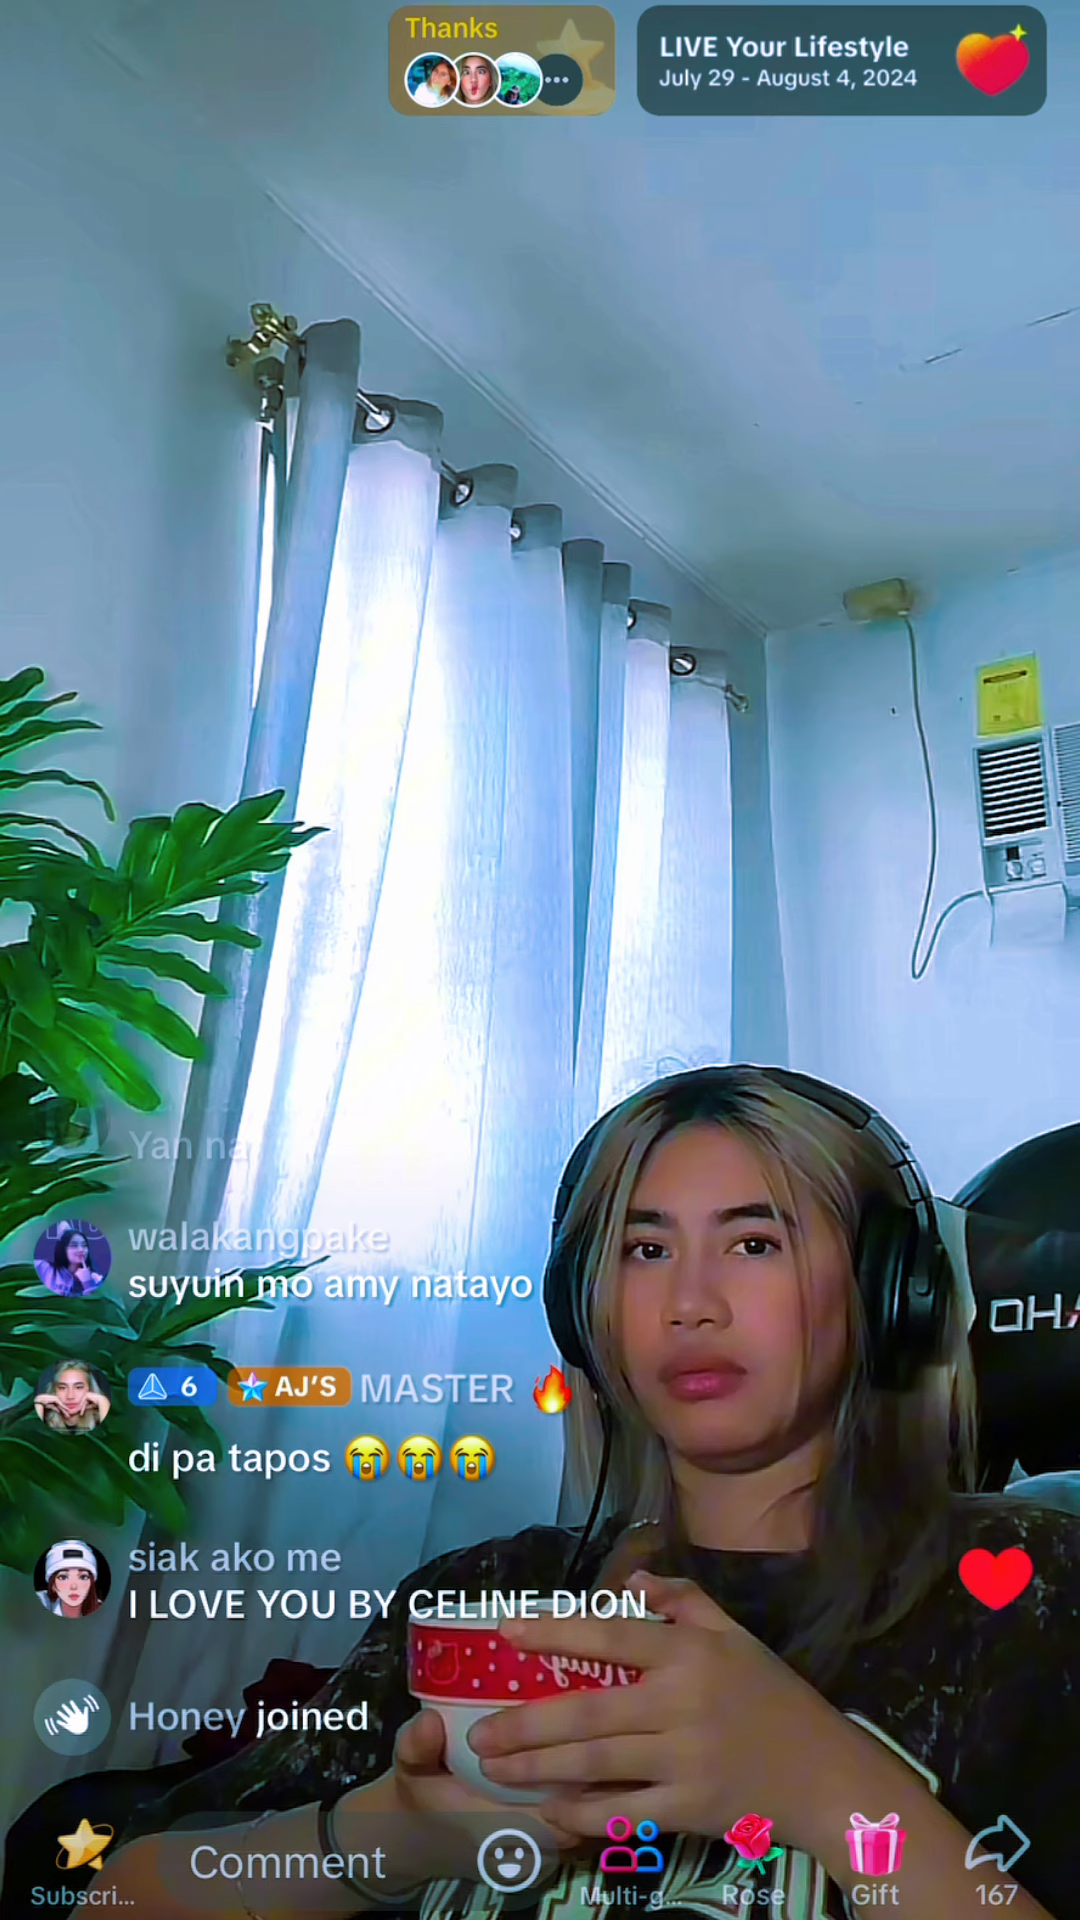 Thanks
LIVE Your Lifestyle
July 29 - August 4, 2024
Yan na
walakangpake
suyuin mo amy natayo
6 AJ'S MASTER 🔥
di pa tapos 😭😭😭
siak ako me
I LOVE YOU BY CELINE DION
Honey joined
Subscri...
Comment
Multi-g...
Rose
Gift
167